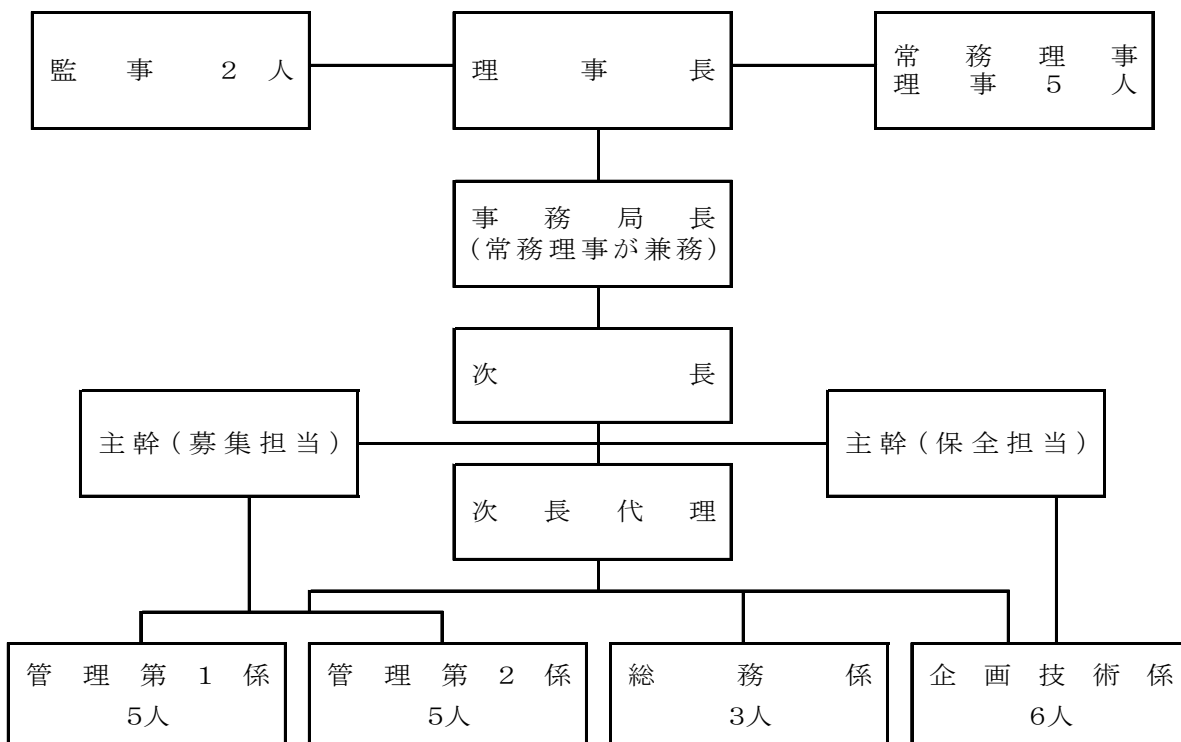 監事 2人
理事長
常務理事
理事5人
事務局長
(常務理事が兼務)
次長
主幹(募集担当)
主幹(保全担当)
次長代理
管理第1係
5人
管理第2係
5人
総務係
3人
企画技術係
6人